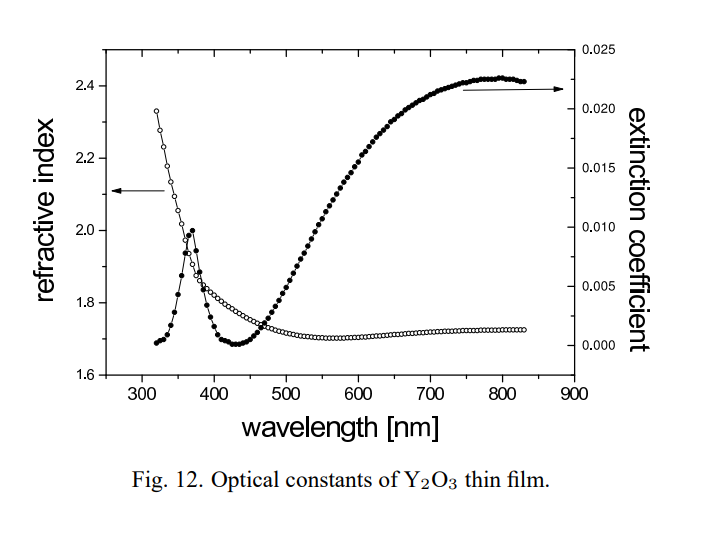 0.025
2.4
0.020
2.2
0.015
2.0
0.010
0.005
1.8
0.000
1.6
300 400 500 600 700 800 900
refractive index
extinction coefficient
wavelength [nm]
Fig. 12. Optical constants of Y₂O₃ thin film.